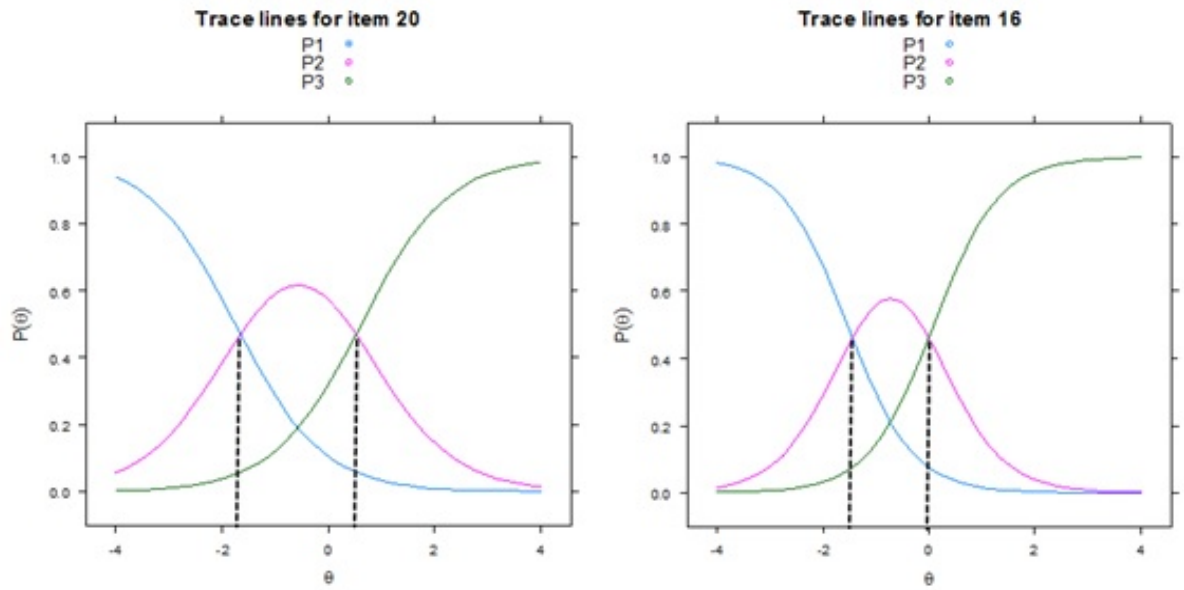 Trace lines for item 20
P1
P2
P3
1.0
0.8
0.6
0.4
0.2
0.0
P(θ)
-4 -2 0 2 4
θ
Trace lines for item 16
P1
P2
P3
1.0
0.8
0.6
0.4
0.2
0.0
P(θ)
-4 -2 0 2 4
θ